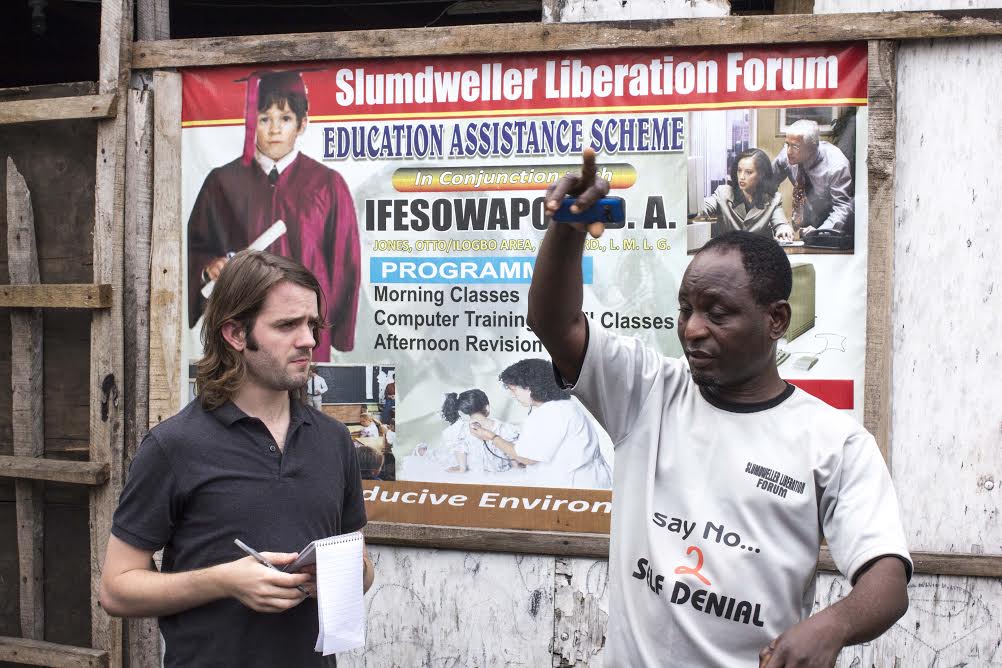 Slumdweller Liberation Forum
EDUCATION ASSISTANCE SCHEME
In Conjunction
IFESOWAPO . A.
JONES, OTTO/ILOGBO AREA, RD., L. M. L. G.
PROGRAMM
Morning Classes
Computer Training Classes
Afternoon Revision
ducive Environ
SLUMDWELLER LIBERATION
FORUM
say No...
2
SELF DENIAL